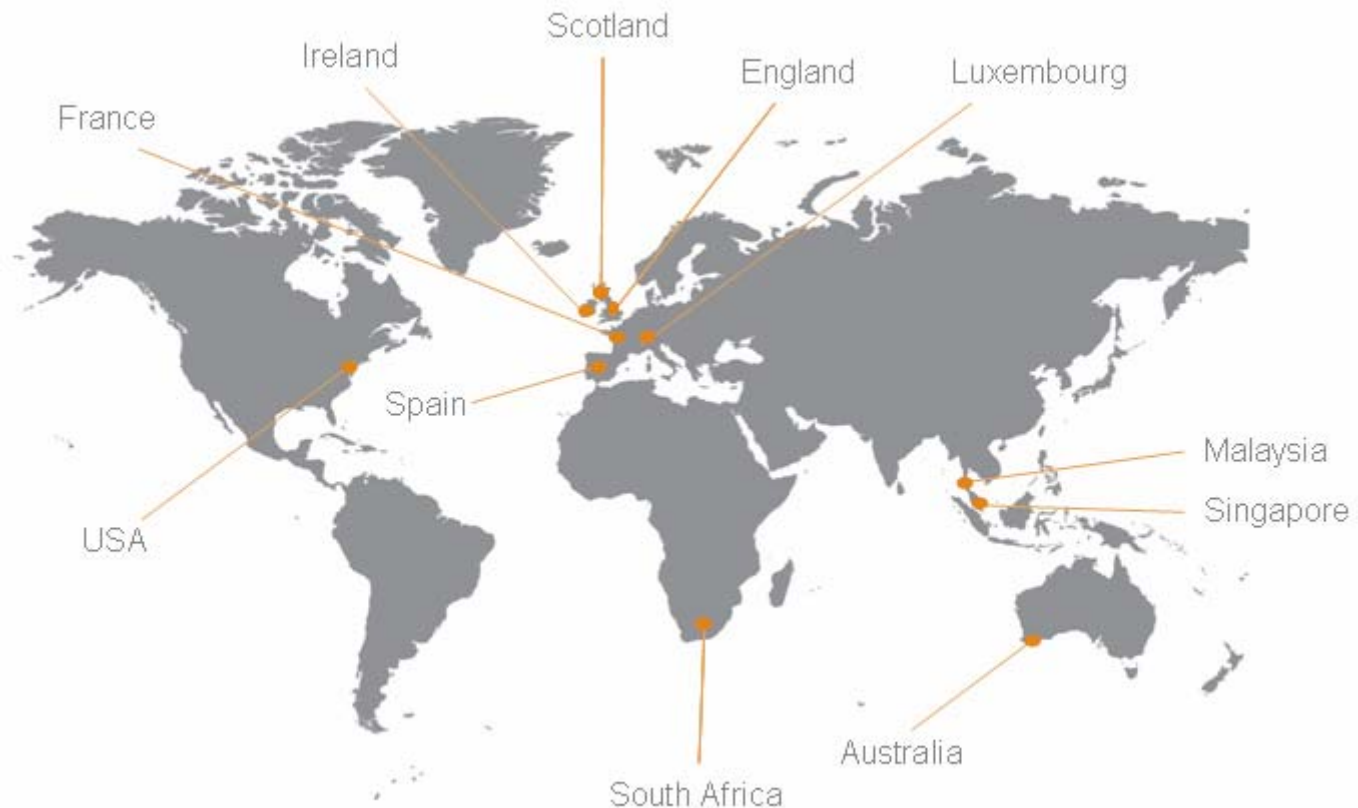 Scotland
Ireland
England
Luxembourg
France
Spain
Malaysia
Singapore
USA
Australia
South Africa